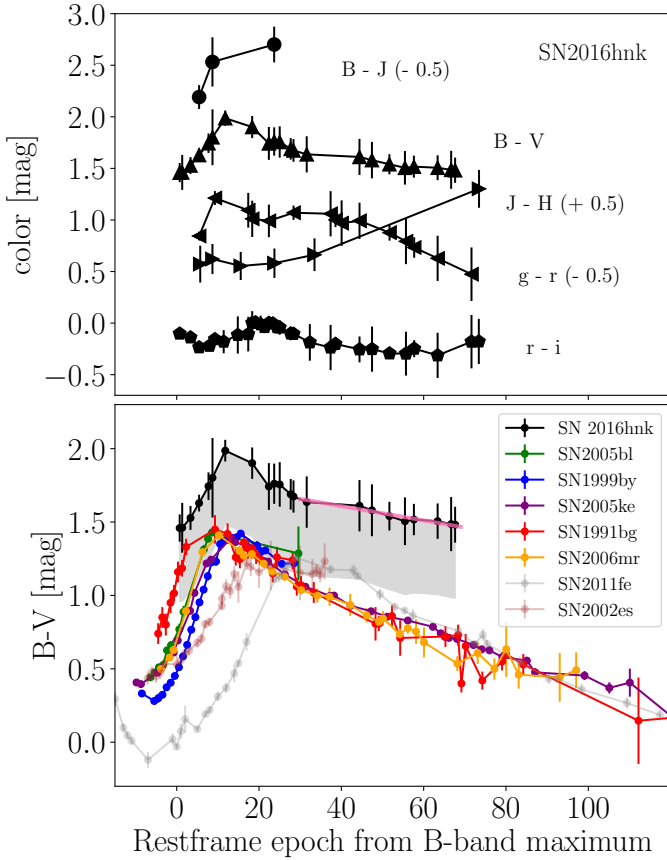 3.0
SN2016hnk
B - J (- 0.5)
2.5
2.0
B - V
1.5
J - H (+ 0.5)
1.0
g - r (- 0.5)
0.5
0.0
r - i
−0.5
color [mag]
SN 2016hnk
SN2005bl
SN1999by
SN2005ke
SN1991bg
SN2006mr
SN2011fe
SN2002es
2.0
1.5
1.0
0.5
0.0
B-V [mag]
0 20 40 60 80 100
Restframe epoch from B-band maximum